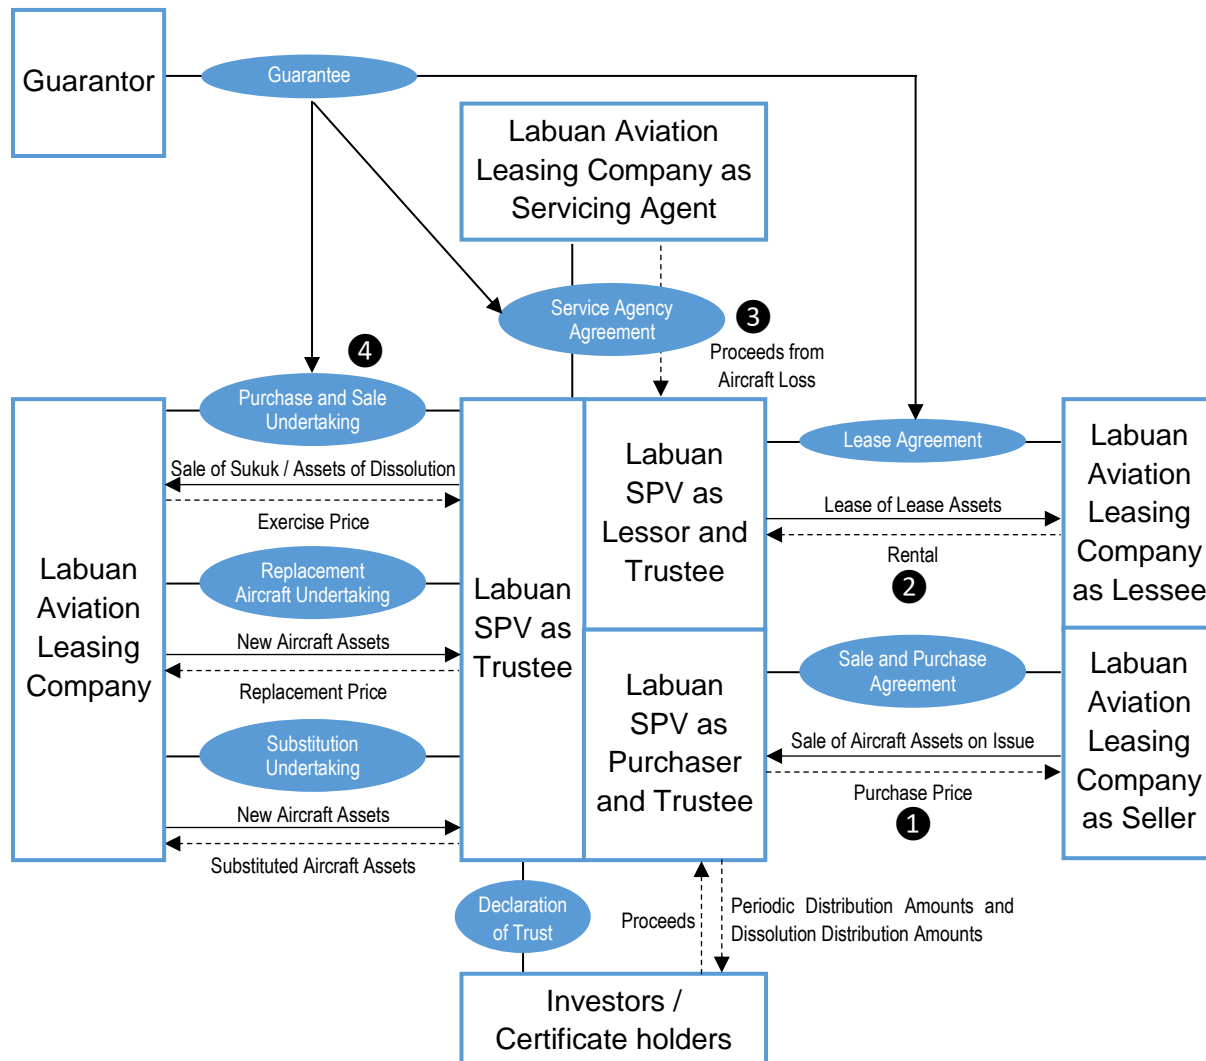 Guarantor
Guarantee
Labuan Aviation
Leasing Company as
Servicing Agent
Service Agency
Agreement
❸
Proceeds from
Aircraft Loss
❹
Purchase and Sale
Undertaking
Sale of Sukuk / Assets of Dissolution
Exercise Price
Replacement
Aircraft Undertaking
New Aircraft Assets
Replacement Price
Substitution
Undertaking
New Aircraft Assets
Substituted Aircraft Assets
Labuan
Aviation
Leasing
Company
Labuan
SPV as
Trustee
Labuan
SPV as
Lessor and
Trustee
Labuan
SPV as
Purchaser
and Trustee
Lease Agreement
Lease of Lease Assets
Rental
❷
Sale and Purchase
Agreement
Sale of Aircraft Assets on Issue
Purchase Price
❶
Labuan
Aviation
Leasing
Company
as Lessee
Labuan
Aviation
Leasing
Company
as Seller
Declaration
of Trust
Proceeds
Periodic Distribution Amounts and
Dissolution Distribution Amounts
Investors /
Certificate holders